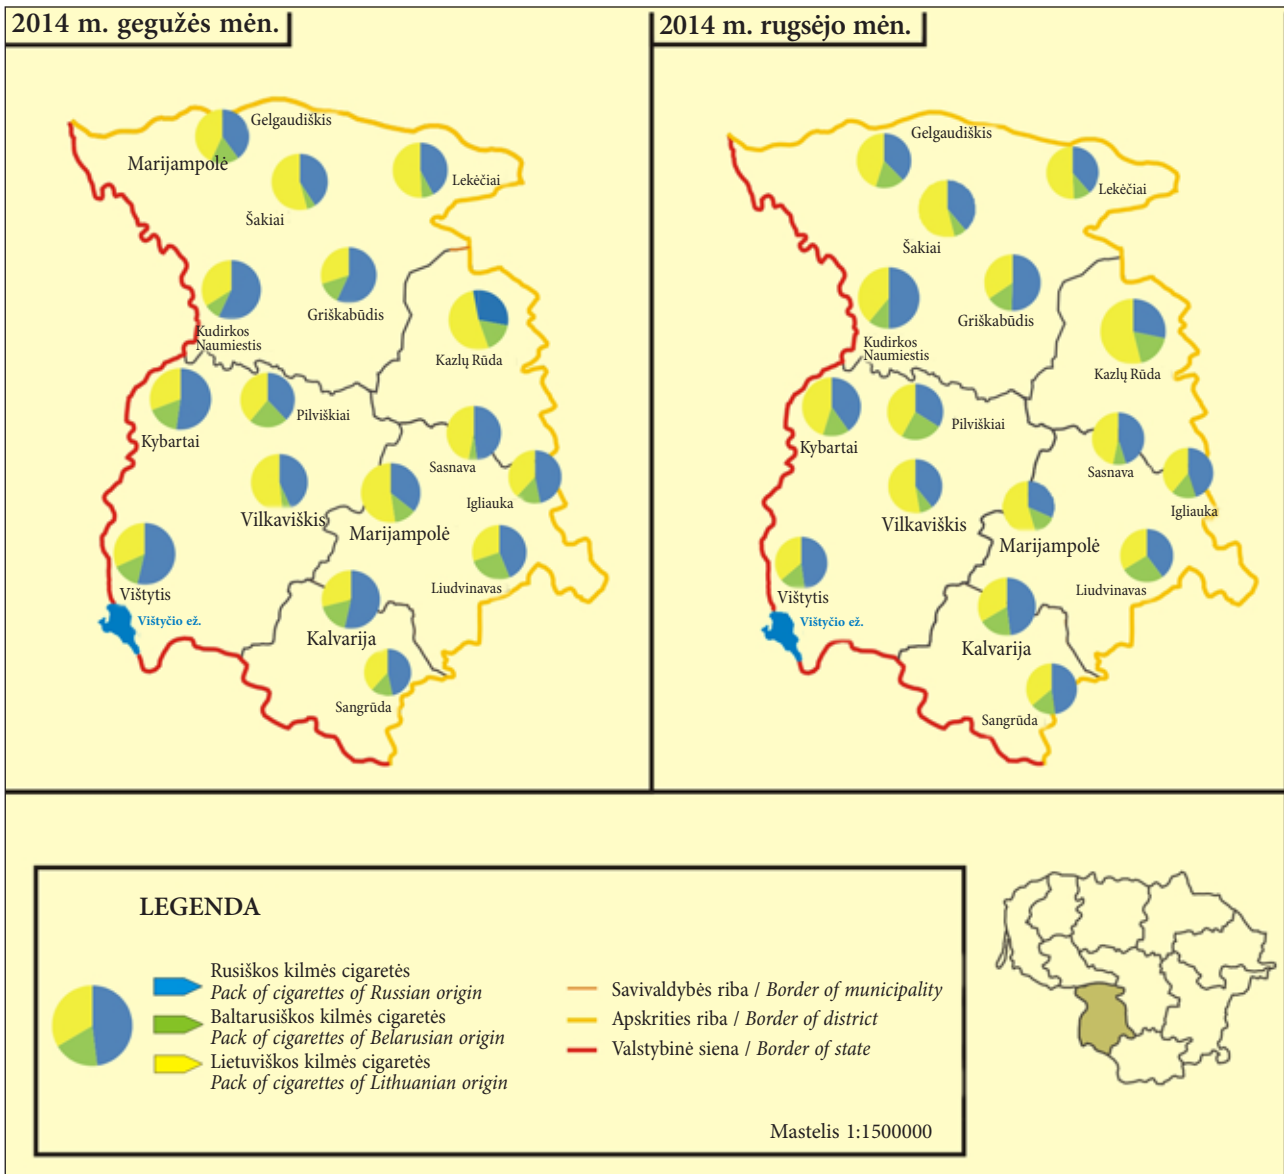 2014 m. gegužės mėn.
Gelgaudiškis
Marijampolė
Lekėčiai
Šakiai
Griškabūdis
Kudirkos
Naumiestis
Kazlų Rūda
Kybartai
Pilviškiai
Sasnava
Igliauka
Vilkaviškis
Marijampolė
Liudvinavas
Vištytis
Vištyčio ež.
Kalvarija
Sangrūda
2014 m. rugsėjo mėn.
Gelgaudiškis
Lekėčiai
Šakiai
Griškabūdis
Kudirkos
Naumiestis
Kazlų Rūda
Kybartai
Pilviškiai
Sasnava
Igliauka
Vilkaviškis
Marijampolė
Liudvinavas
Vištytis
Vištyčio ež.
Kalvarija
Sangrūda
LEGENDA
Rusiškos kilmės cigaretės
Pack of cigarettes of Russian origin
Baltarusiškos kilmės cigaretės
Pack of cigarettes of Belarusian origin
Lietuviškos kilmės cigaretės
Pack of cigarettes of Lithuanian origin
Savivaldybės riba / Border of municipality
Apskrities riba / Border of district
Valstybinė siena / Border of state
Mastelis 1:1500000